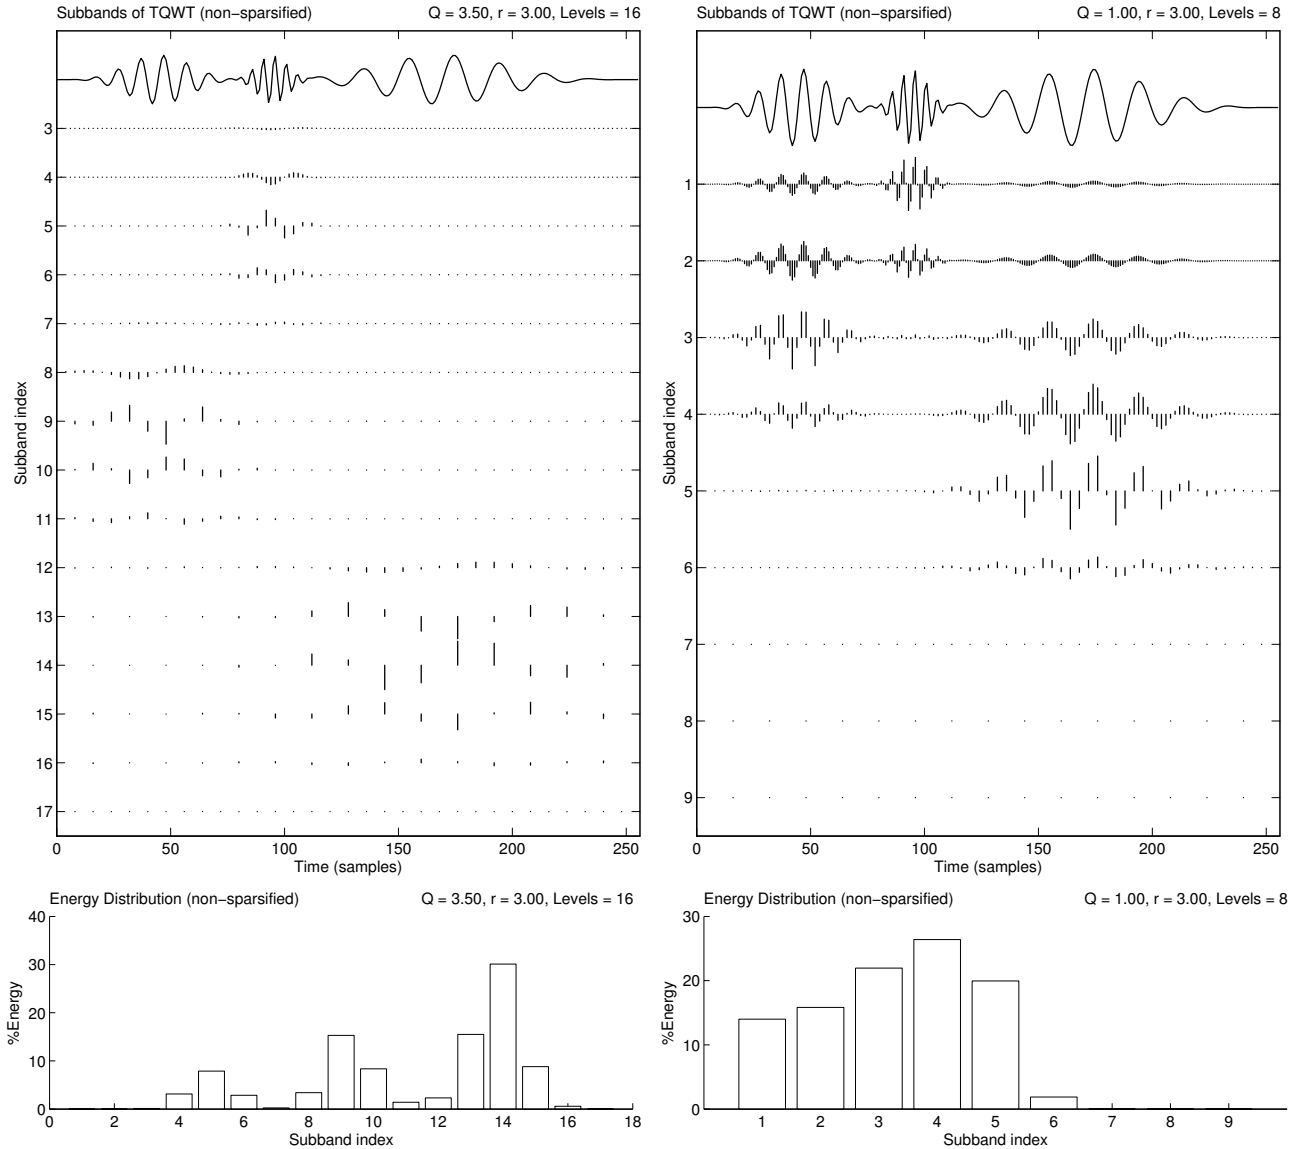 Subbands of TQWT (non−sparsified) Q = 3.50, r = 3.00, Levels = 16
3
4
5
6
7
8
9
10
11
12
13
14
15
16
17
Subband index
0 50 100 150 200 250
Time (samples)
Subbands of TQWT (non−sparsified) Q = 1.00, r = 3.00, Levels = 8
1
2
3
4
5
6
7
8
9
Subband index
0 50 100 150 200 250
Time (samples)
Energy Distribution (non−sparsified) Q = 3.50, r = 3.00, Levels = 16
40
30
20
10
0
%Energy
0 2 4 6 8 10 12 14 16 18
Subband index
Energy Distribution (non−sparsified) Q = 1.00, r = 3.00, Levels = 8
30
20
10
0
%Energy
1 2 3 4 5 6 7 8 9
Subband index